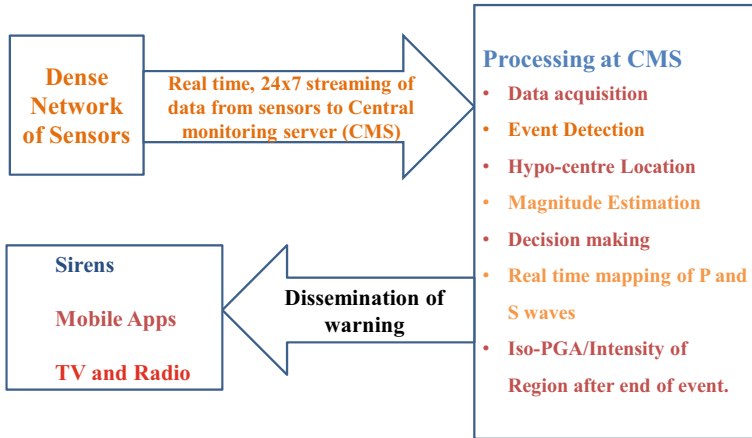 Dense
Network
of Sensors
Real time, 24x7 streaming of
data from sensors to Central
monitoring server (CMS)
Processing at CMS
• Data acquisition
• Event Detection
• Hypo-centre Location
• Magnitude Estimation
• Decision making
• Real time mapping of P and
S waves
• Iso-PGA/Intensity of
Region after end of event.
Dissemination of
warning
Sirens
Mobile Apps
TV and Radio